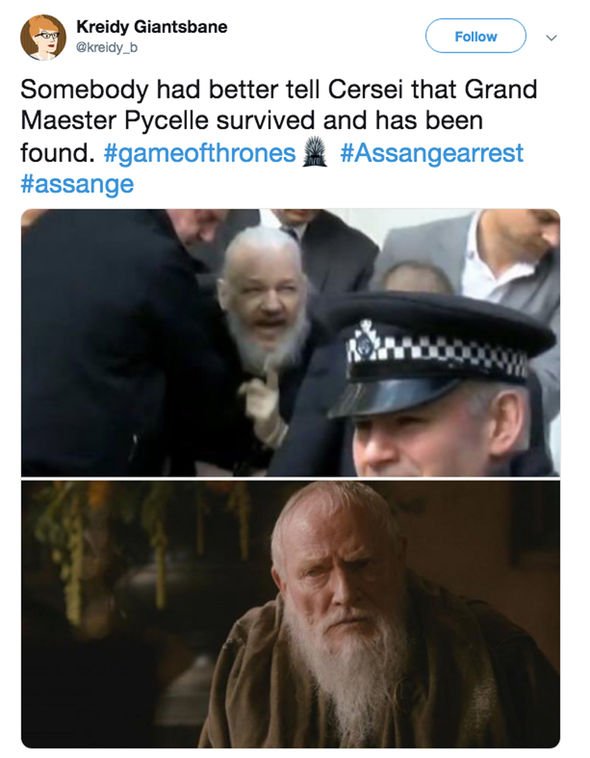 Kreidy Giantsbane
@kreidy_b
Follow
Somebody had better tell Cersei that Grand
Maester Pycelle survived and has been
found. #gameofthrones #Assangearrest
#assange